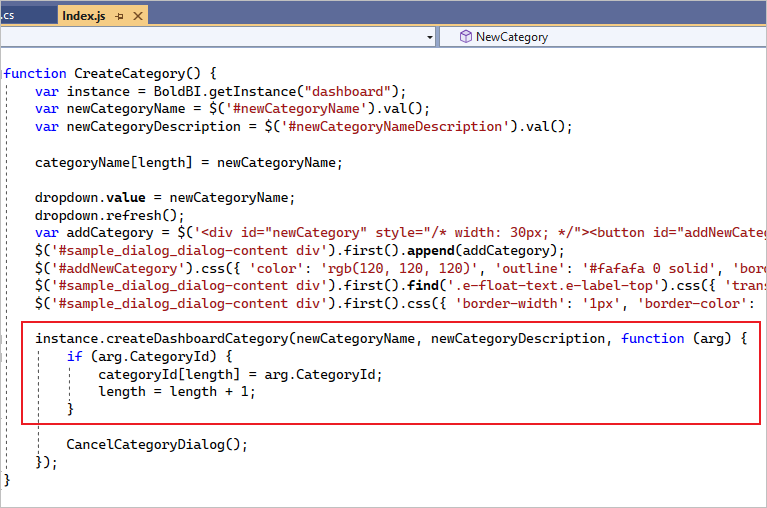 .cs Index.js
NewCategory
function CreateCategory() {
    var instance = BoldBI.getInstance("dashboard");
    var newCategoryName = $('#newCategoryName').val();
    var newCategoryDescription = $('#newCategoryNameDescription').val();

    categoryName[length] = newCategoryName;

    dropdown.value = newCategoryName;
    dropdown.refresh();
    var addCategory = $('<div id="newCategory" style="/* width: 30px; */"><button id="addNewCateg
    $('#sample_dialog_dialog-content div').first().append(addCategory);
    $('#addNewCategory').css({ 'color': 'rgb(120, 120, 120)', 'outline': '#fafafa 0 solid', 'bord
    $('#sample_dialog_dialog-content div').first().find('.e-float-text.e-label-top').css({ 'trans
    $('#sample_dialog_dialog-content div').first().css({ 'border-width': '1px', 'border-color': '

    instance.createDashboardCategory(newCategoryName, newCategoryDescription, function (arg) {
        if (arg.CategoryId) {
            categoryId[length] = arg.CategoryId;
            length = length + 1;
        }

        CancelCategoryDialog();
    });
}